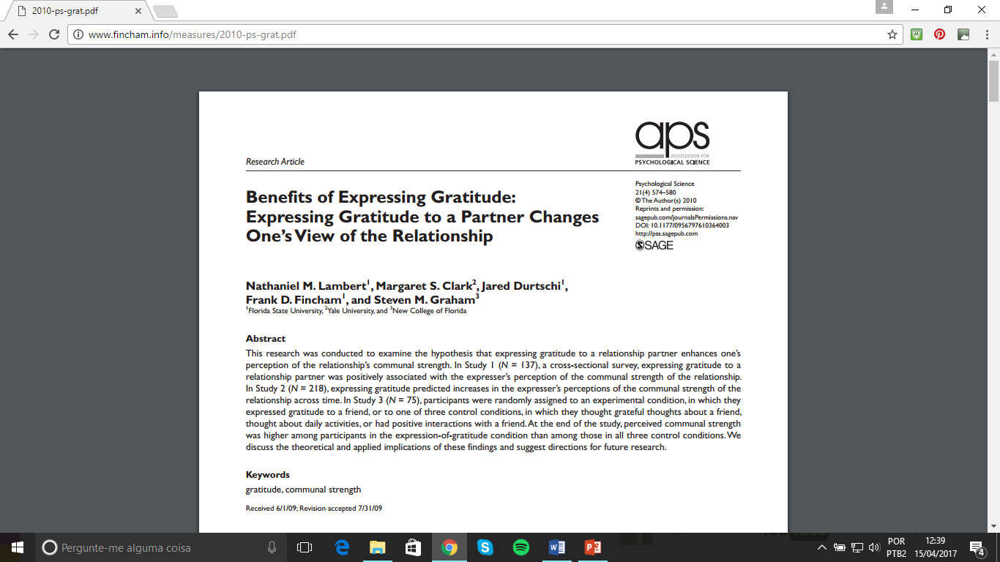 2010-ps-grat.pdf
www.fincham.info/measures/2010-ps-grat.pdf
aps
ASSOCIATION FOR
PSYCHOLOGICAL SCIENCE
Research Article
Psychological Science
21(4) 574–580
© The Author(s) 2010
Reprints and permission:
sagepub.com/journalsPermissions.nav
DOI: 10.1177/0956797610364003
http://pss.sagepub.com
SAGE
Benefits of Expressing Gratitude:
Expressing Gratitude to a Partner Changes
One's View of the Relationship
Nathaniel M. Lambert1, Margaret S. Clark2, Jared Durtschi1,
Frank D. Fincham1, and Steven M. Graham3
1Florida State University, 2Yale University, and 3New College of Florida
Abstract
This research was conducted to examine the hypothesis that expressing gratitude to a relationship partner enhances one's
perception of the relationship's communal strength. In Study 1 (N = 137), a cross-sectional survey, expressing gratitude to a
relationship partner was positively associated with the expresser's perception of the communal strength of the relationship.
In Study 2 (N = 218), expressing gratitude predicted increases in the expresser's perceptions of the communal strength of the
relationship across time. In Study 3 (N = 75), participants were randomly assigned to an experimental condition, in which they
expressed gratitude to a friend, or to one of three control conditions, in which they thought grateful thoughts about a friend,
thought about daily activities, or had positive interactions with a friend. At the end of the study, perceived communal strength
was higher among participants in the expression-of-gratitude condition than among those in all three control conditions. We
discuss the theoretical and applied implications of these findings and suggest directions for future research.
Keywords
gratitude, communal strength
Received 6/1/09; Revision accepted 7/31/09
Pergunte-me alguma coisa
POR
PTB2
12:39
15/04/2017
4